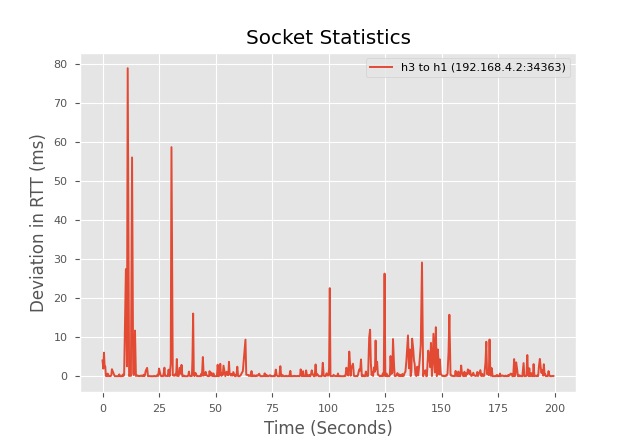 Socket Statistics
h3 to h1 (192.168.4.2:34363)
Deviation in RTT (ms)
80
70
60
50
40
30
20
10
0
0 25 50 75 100 125 150 175 200
Time (Seconds)